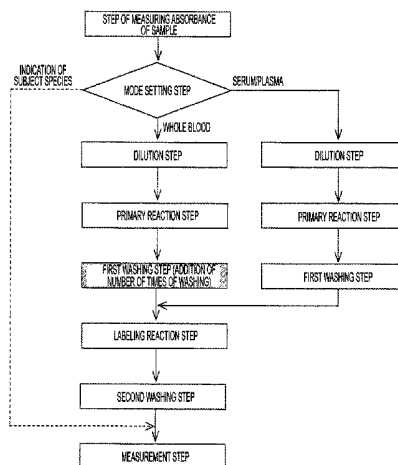 STEP OF MEASURING ABSORBANCE
OF SAMPLE
INDICATION OF
SUBJECT SPECIES
MODE SETTING STEP
SERUM/PLASMA
WHOLE BLOOD
DILUTION STEP
DILUTION STEP
PRIMARY REACTION STEP
PRIMARY REACTION STEP
FIRST WASHING STEP (ADDITION OF
NUMBER OF TIMES OF WASHING)
FIRST WASHING STEP
LABELING REACTION STEP
SECOND WASHING STEP
MEASUREMENT STEP